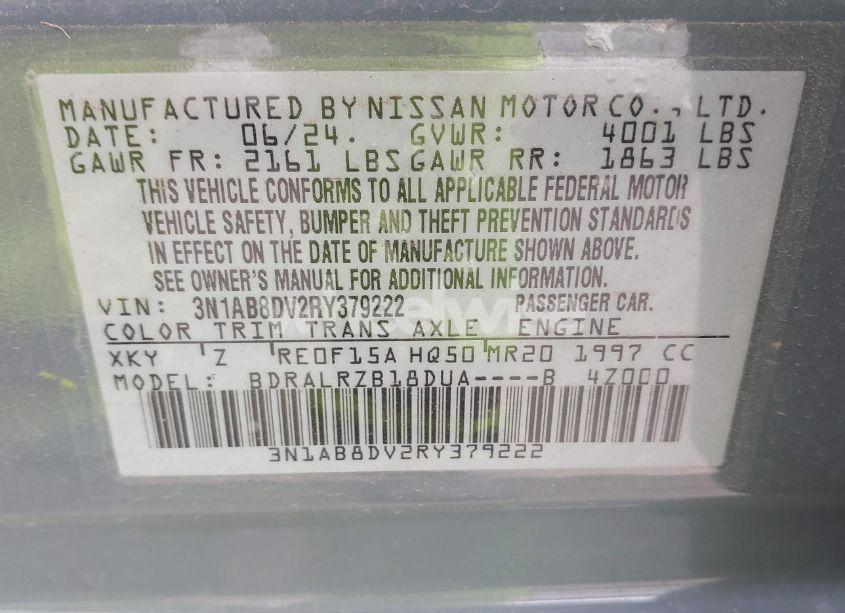 MANUFACTURED BY NISSAN MOTOR CO., LTD.
DATE: 06/24. GVWR: 4001 LBS
GAWR FR: 2161 LBS GAWR RR: 1863 LBS
THIS VEHICLE CONFORMS TO ALL APPLICABLE FEDERAL MOTOR
VEHICLE SAFETY, BUMPER AND THEFT PREVENTION STANDARDS
IN EFFECT ON THE DATE OF MANUFACTURE SHOWN ABOVE.
SEE OWNER'S MANUAL FOR ADDITIONAL INFORMATION.
VIN: 3N1AB8DV2RY379222 PASSENGER CAR.
COLOR TRIM TRANS AXLE ENGINE
XKY Z RE0F15A HQ50 MR20 1997 CC
MODEL: BDRALRZB18DUA----B 4Z000
3N1AB8DV2RY379222